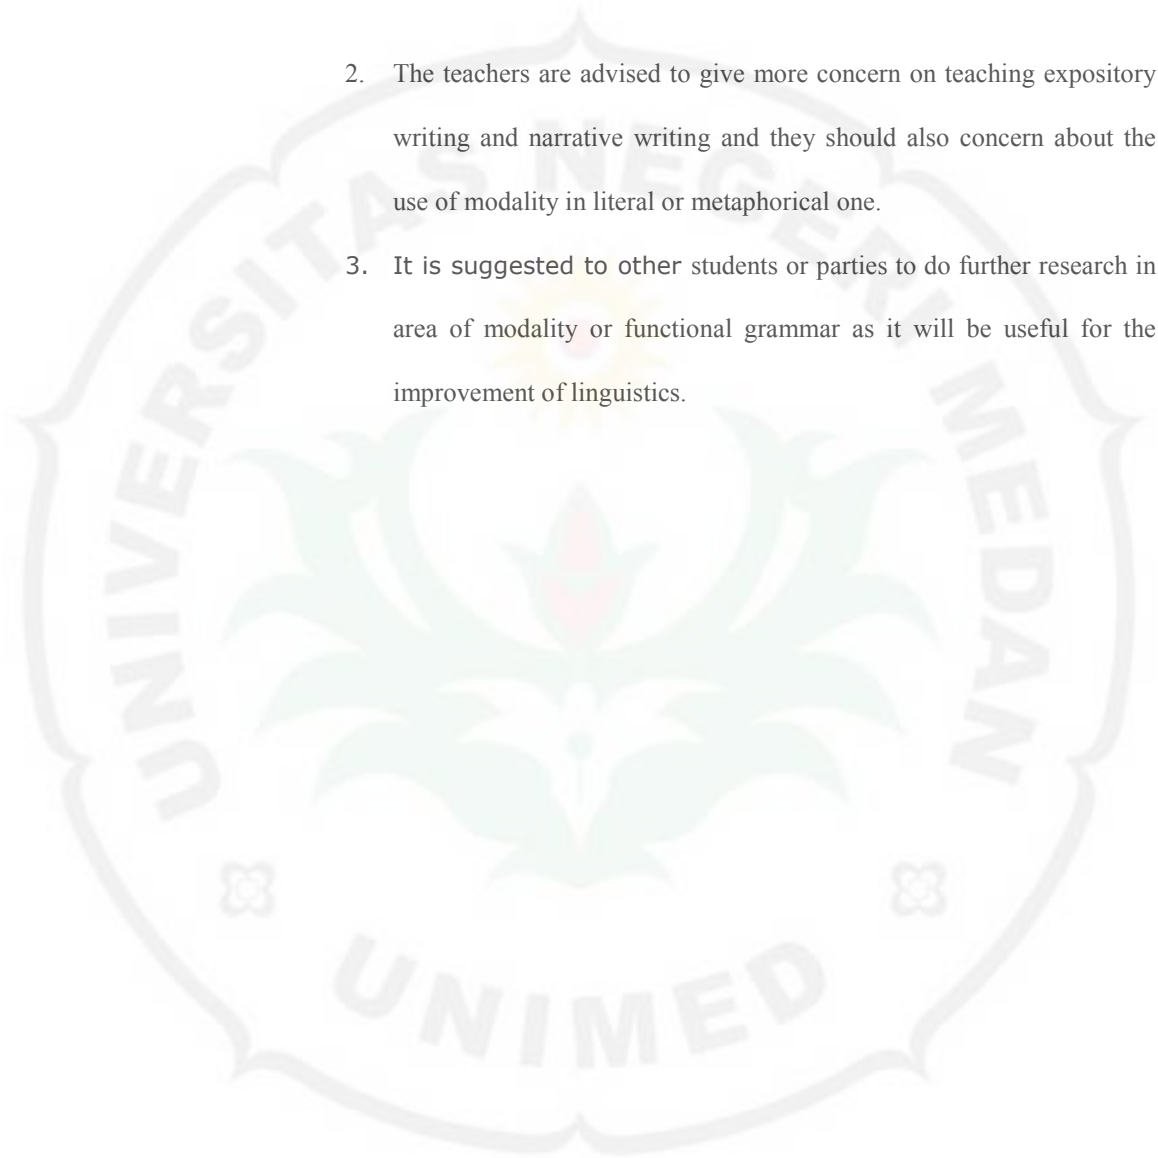 2. The teachers are advised to give more concern on teaching expository
writing and narrative writing and they should also concern about the
use of modality in literal or metaphorical one.
3. It is suggested to other students or parties to do further research in
area of modality or functional grammar as it will be useful for the
improvement of linguistics.
UNIVERSITAS NEGERI MEDAN
UNIMED